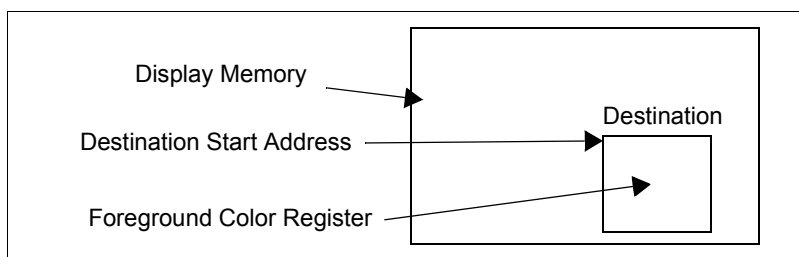 Display Memory
Destination
Destination Start Address
Foreground Color Register